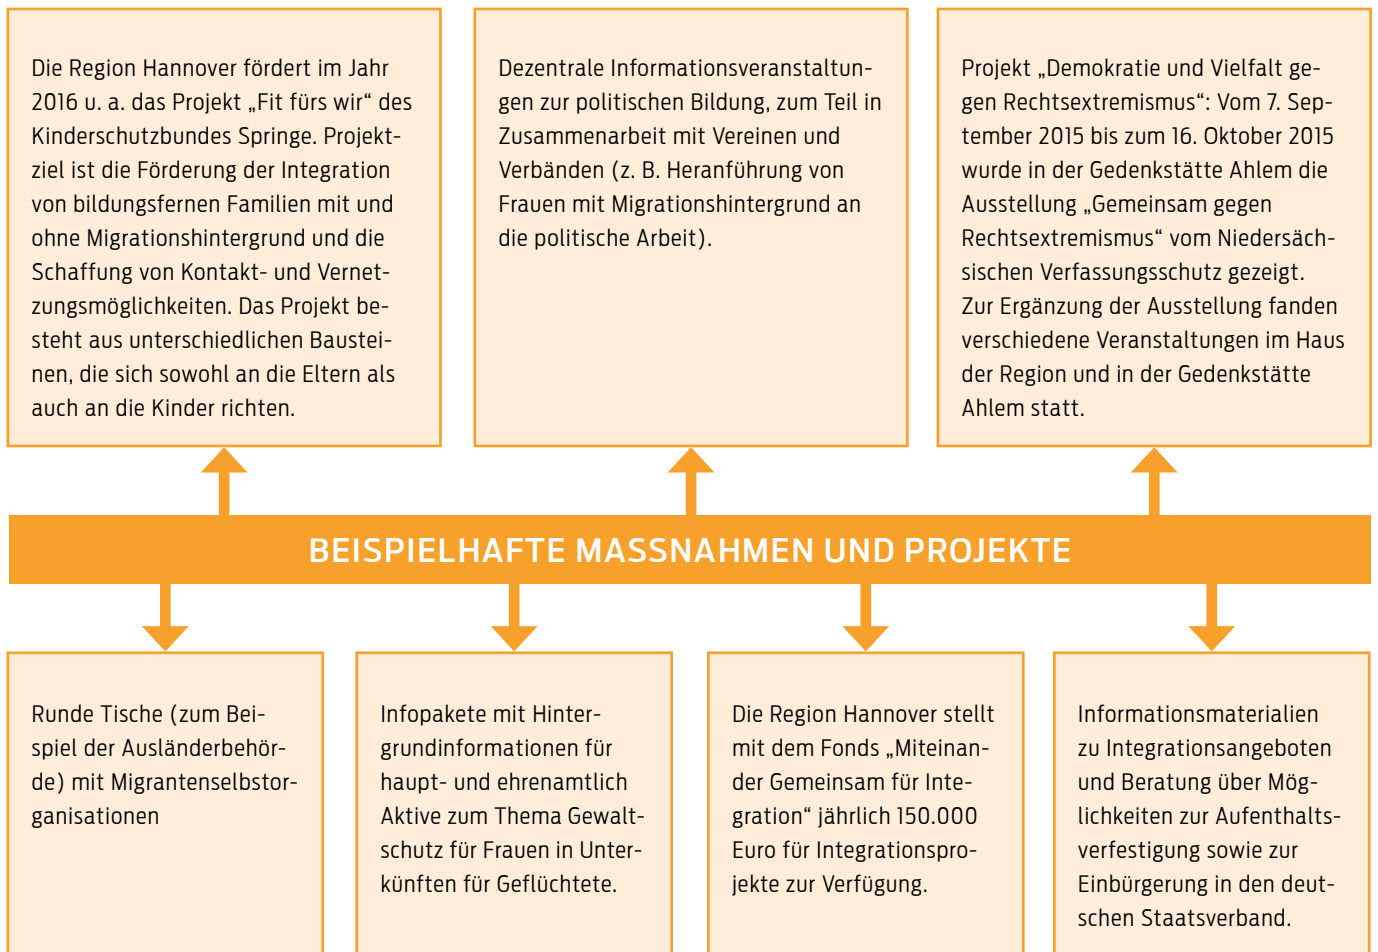 Die Region Hannover fördert im Jahr
2016 u. a. das Projekt „Fit fürs wir“ des
Kinderschutzbundes Springe. Projekt-
ziel ist die Förderung der Integration
von bildungsfernen Familien mit und
ohne Migrationshintergrund und die
Schaffung von Kontakt- und Vernet-
zungsmöglichkeiten. Das Projekt be-
steht aus unterschiedlichen Baustei-
nen, die sich sowohl an die Eltern als
auch an die Kinder richten.
Dezentrale Informationsveranstaltun-
gen zur politischen Bildung, zum Teil in
Zusammenarbeit mit Vereinen und
Verbänden (z. B. Heranführung von
Frauen mit Migrationshintergrund an
die politische Arbeit).
Projekt „Demokratie und Vielfalt ge-
gen Rechtsextremismus“: Vom 7. Sep-
tember 2015 bis zum 16. Oktober 2015
wurde in der Gedenkstätte Ahlem die
Ausstellung „Gemeinsam gegen
Rechtsextremismus“ vom Niedersäch-
sischen Verfassungsschutz gezeigt.
Zur Ergänzung der Ausstellung fanden
verschiedene Veranstaltungen im Haus
der Region und in der Gedenkstätte
Ahlem statt.
BEISPIELHAFTE MASSNAHMEN UND PROJEKTE
Runde Tische (zum Bei-
spiel der Ausländerbehör-
de) mit Migrantenselbstor-
ganisationen
Infopakete mit Hinter-
grundinformationen für
haupt- und ehrenamtlich
Aktive zum Thema Gewalt-
schutz für Frauen in Unter-
künften für Geflüchtete.
Die Region Hannover stellt
mit dem Fonds „Miteinan-
der Gemeinsam für Inte-
gration“ jährlich 150.000
Euro für Integrationspro-
jekte zur Verfügung.
Informationsmaterialien
zu Integrationsangeboten
und Beratung über Mög-
lichkeiten zur Aufenthalts-
verfestigung sowie zur
Einbürgerung in den deut-
schen Staatsverband.